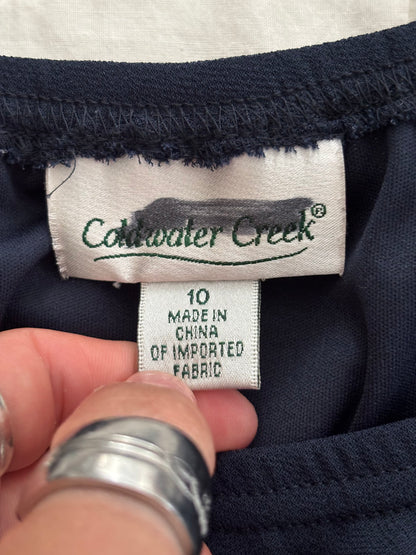 Coldwater Creek®
10
MADE IN
CHINA
OF IMPORTED
FABRIC